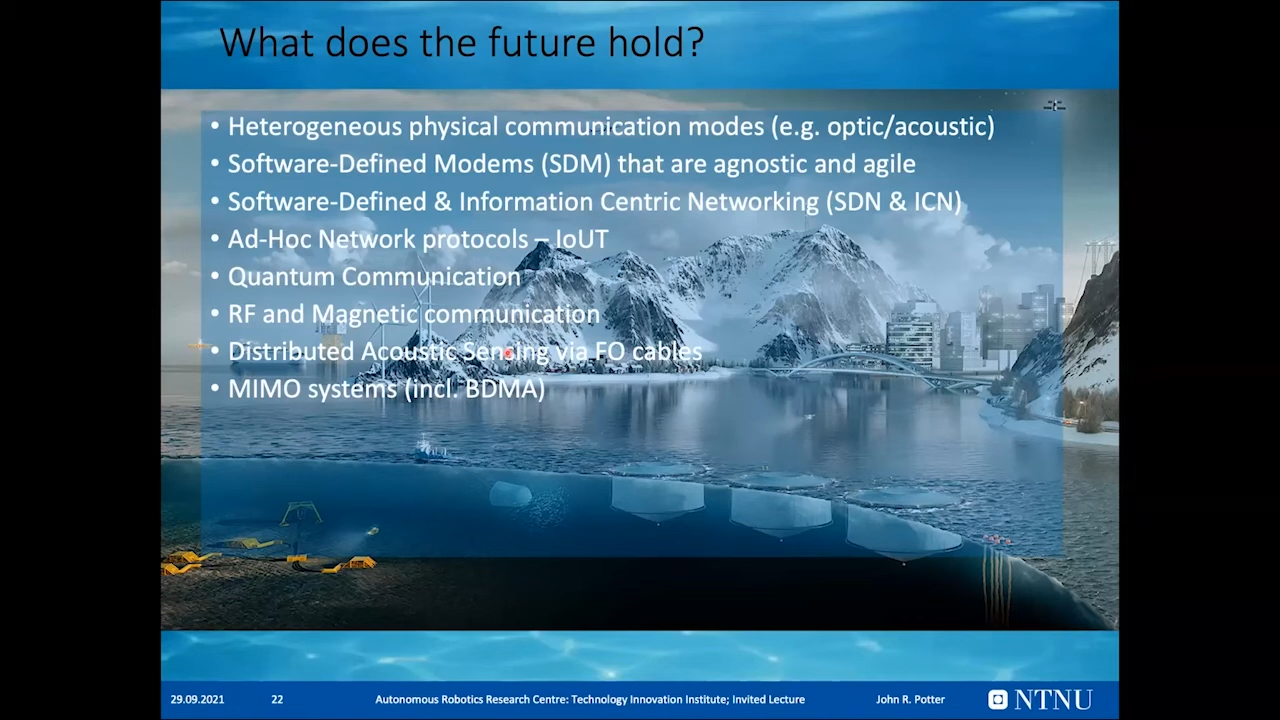 What does the future hold?
• Heterogeneous physical communication modes (e.g. optic/acoustic)
• Software-Defined Modems (SDM) that are agnostic and agile
• Software-Defined & Information Centric Networking (SDN & ICN)
• Ad-Hoc Network protocols – IoUT
• Quantum Communication
• RF and Magnetic communication
• Distributed Acoustic Sensing via FO cables
• MIMO systems (incl. BDMA)
29.09.2021 22 Autonomous Robotics Research Centre: Technology Innovation Institute; Invited Lecture John R. Potter NTNU